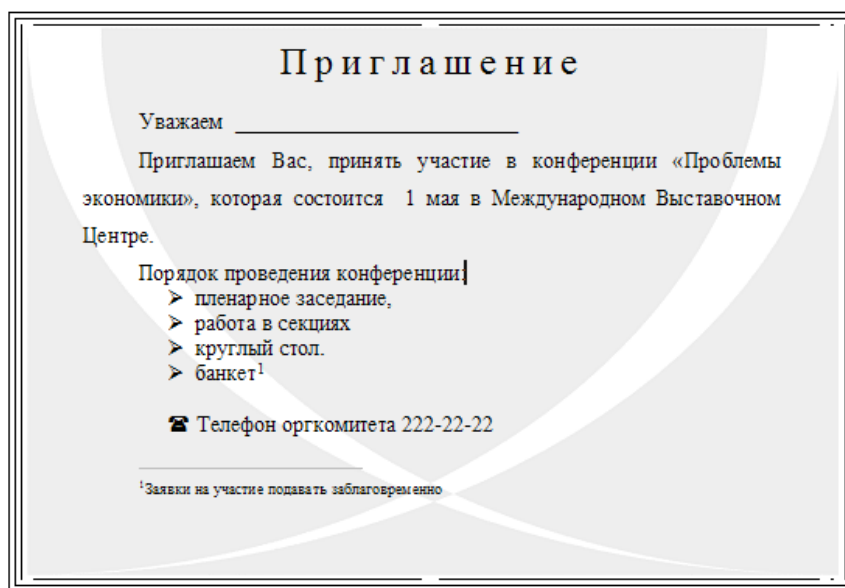 Приглашение
Уважаем ____________________________
Приглашаем Вас, принять участие в конференции «Проблемы
экономики», которая состоится 1 мая в Международном Выставочном
Центре.
Порядок проведения конференции:
➢ пленарное заседание,
➢ работа в секциях
➢ круглый стол.
➢ банкет¹
☎ Телефон оргкомитета 222-22-22
¹Заявки на участие подавать заблаговременно